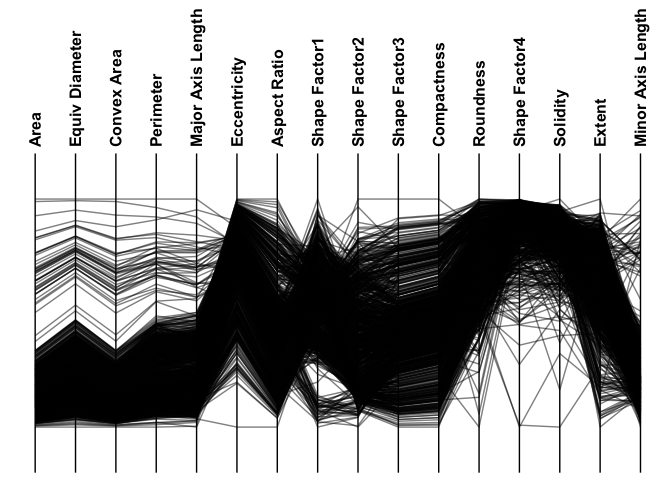 Area
Equiv Diameter
Convex Area
Perimeter
Major Axis Length
Eccentricity
Aspect Ratio
Shape Factor1
Shape Factor2
Shape Factor3
Compactness
Roundness
Shape Factor4
Solidity
Extent
Minor Axis Length